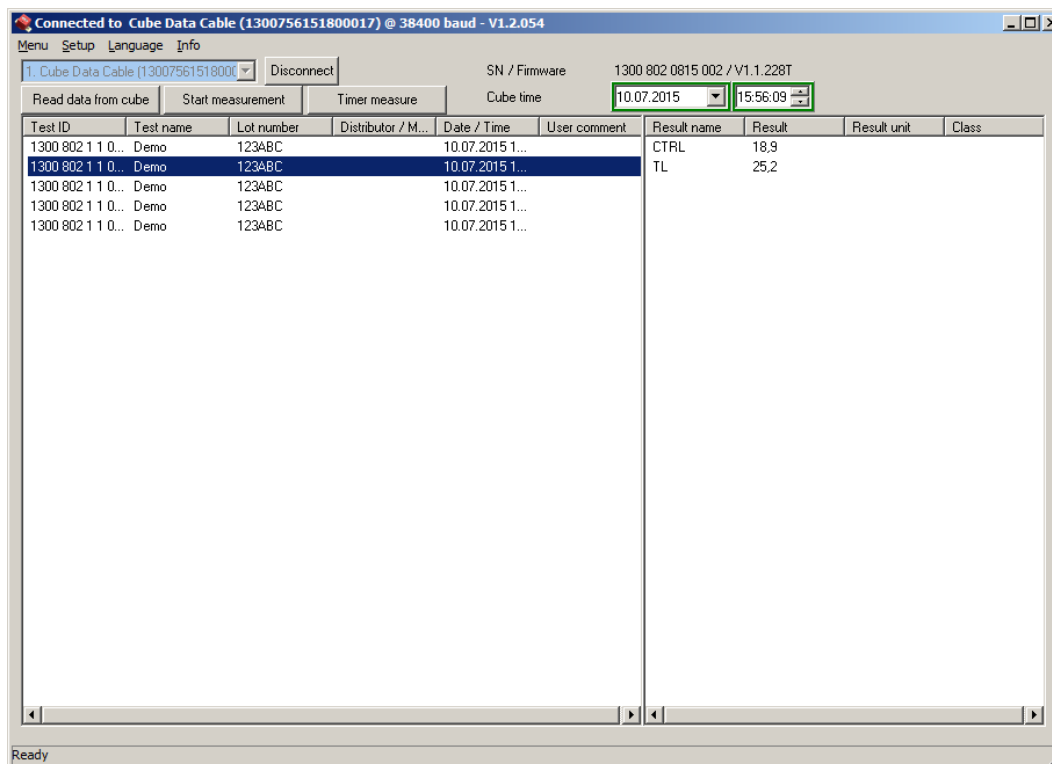 Connected to Cube Data Cable (1300756151800017) @ 38400 baud - V1.2.054
Menu Setup Language Info
1. Cube Data Cable (13007561518000 Disconnect SN / Firmware 1300 802 0815 002 / V1.1.228T
Read data from cube Start measurement Timer measure Cube time 10.07.2015 15:56:09
Test ID Test name Lot number Distributor / M... Date / Time User comment Result name Result Result unit Class
1300 802 1 1 0... Demo 123ABC 10.07.2015 1... CTRL 18,9
1300 802 1 1 0... Demo 123ABC 10.07.2015 1... TL 25,2
1300 802 1 1 0... Demo 123ABC 10.07.2015 1...
1300 802 1 1 0... Demo 123ABC 10.07.2015 1...
1300 802 1 1 0... Demo 123ABC 10.07.2015 1...
Ready